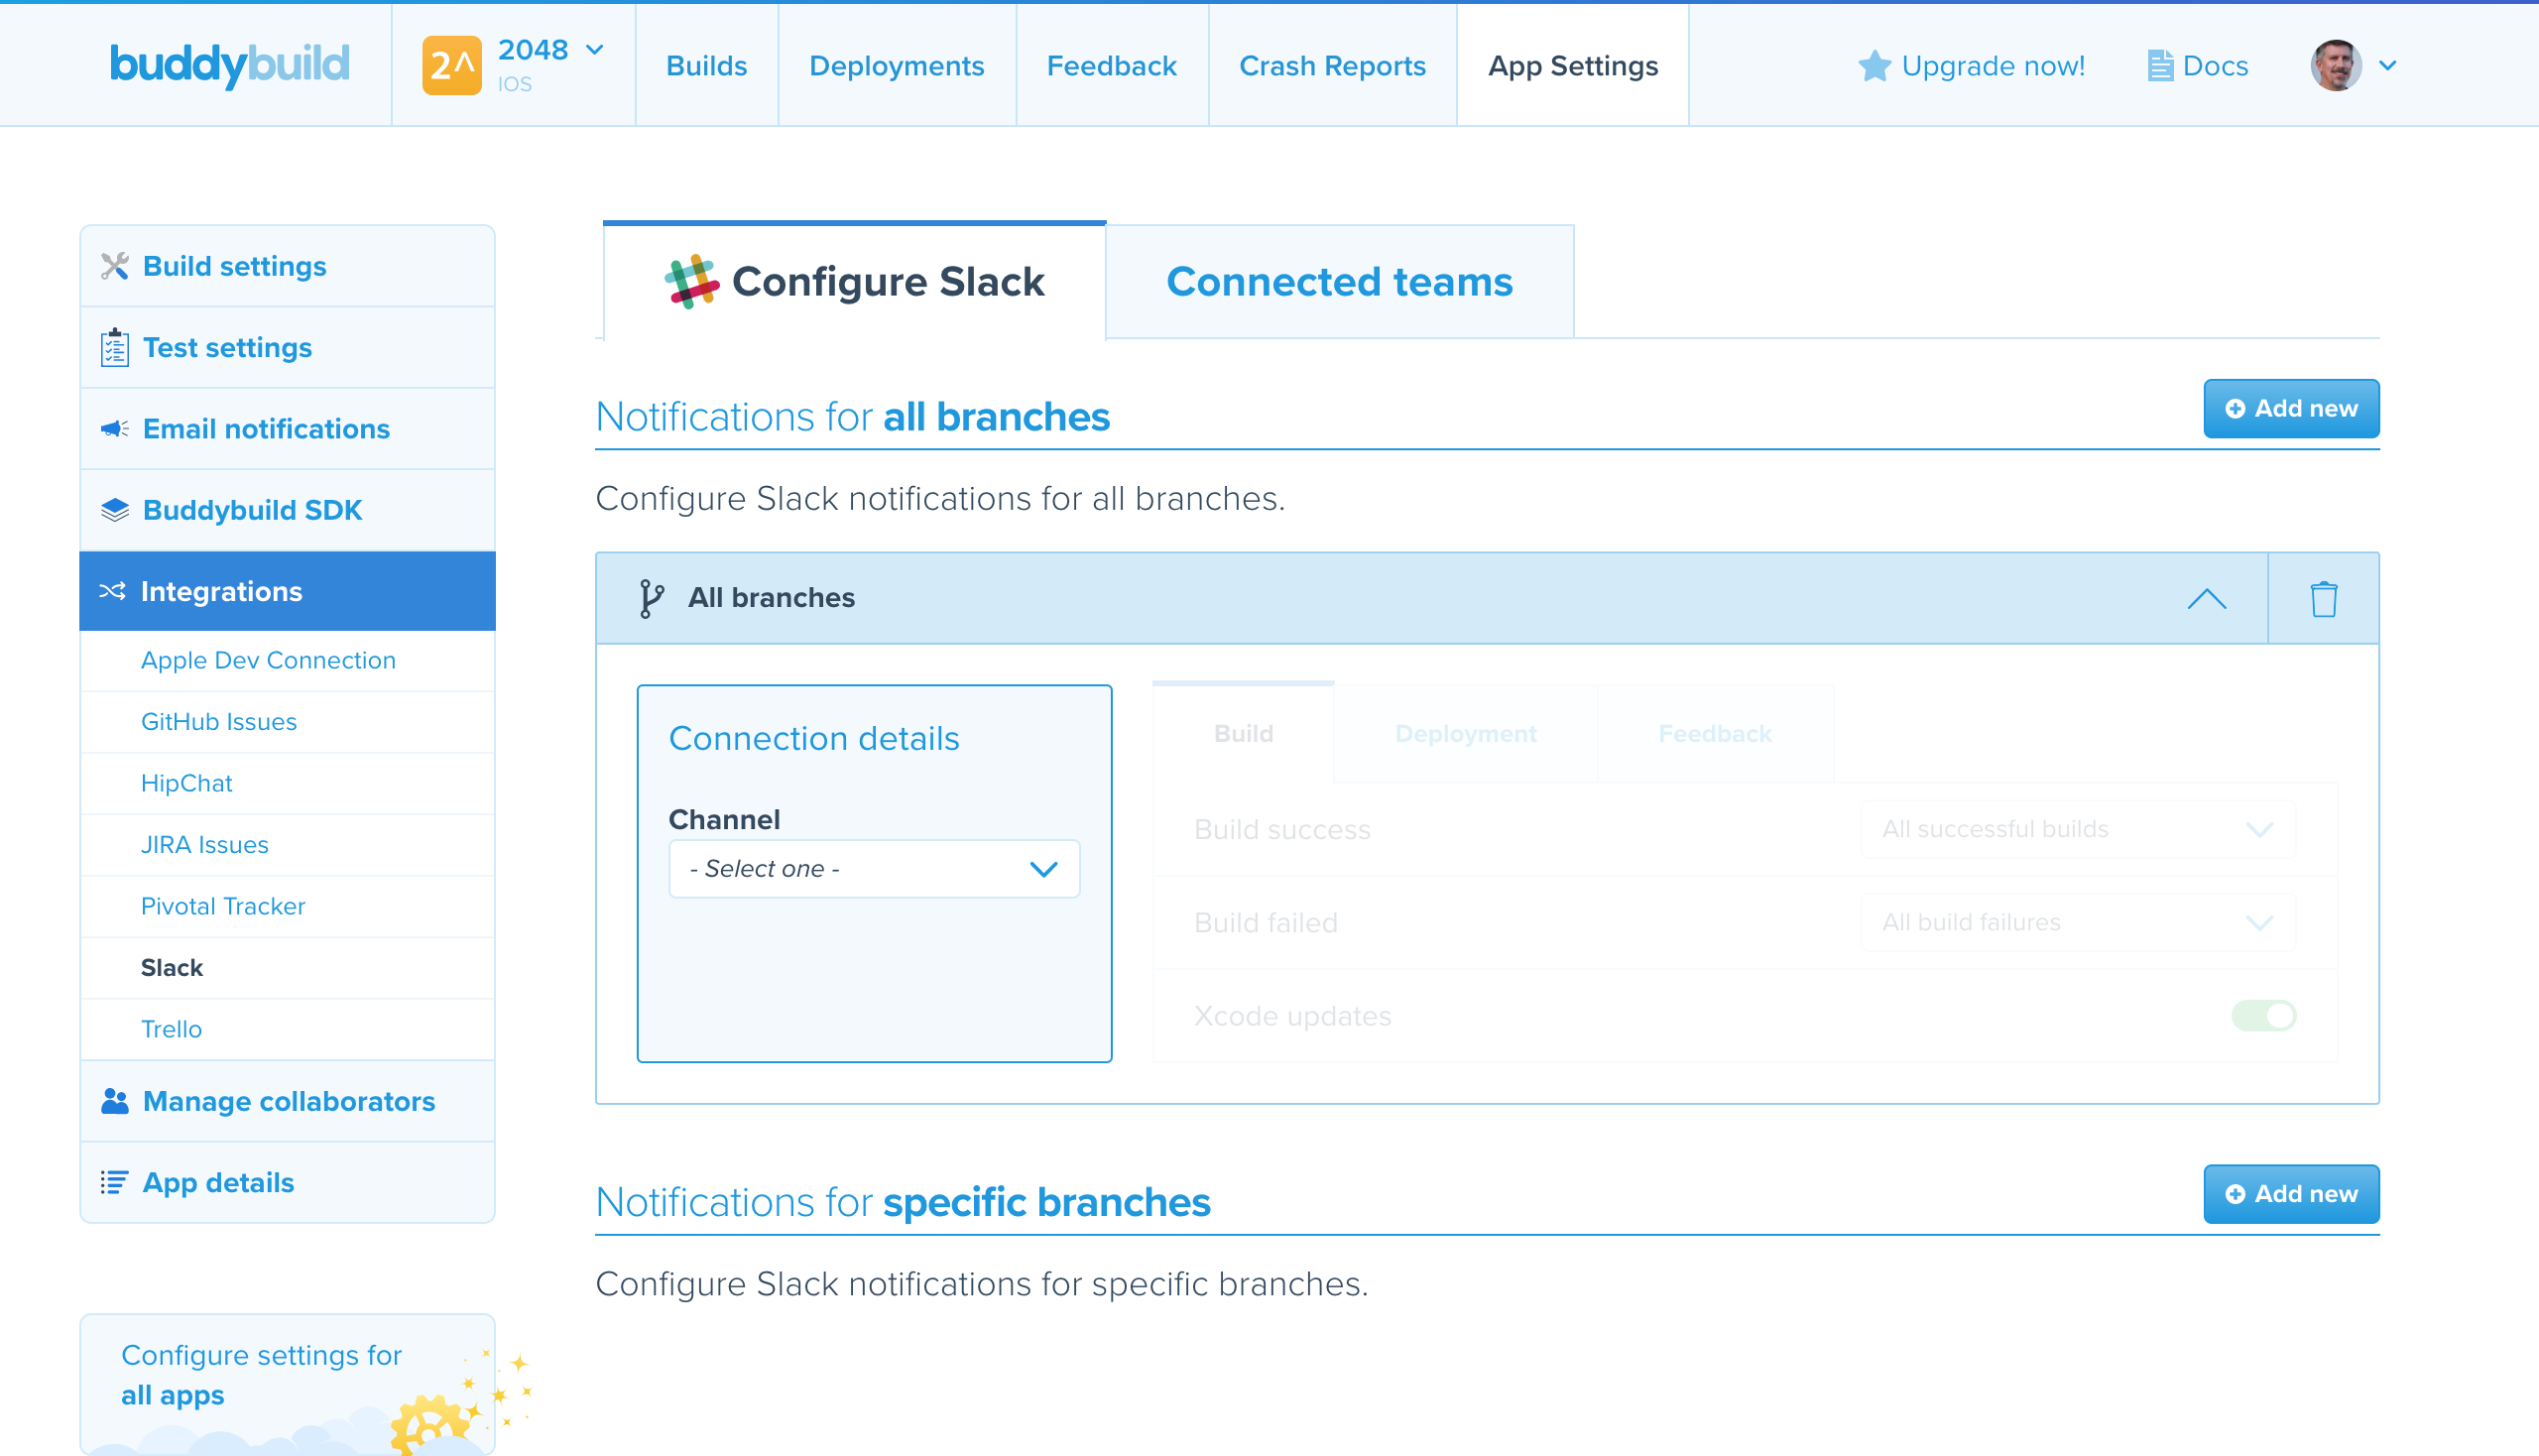 buddybuild
2^
2048
IOS
Builds
Deployments
Feedback
Crash Reports
App Settings
Upgrade now!
Docs
Build settings
Test settings
Email notifications
Buddybuild SDK
Integrations
Apple Dev Connection
GitHub Issues
HipChat
JIRA Issues
Pivotal Tracker
Slack
Trello
Manage collaborators
App details
Configure settings for
all apps
Configure Slack
Connected teams
Notifications for all branches
Add new
Configure Slack notifications for all branches.
All branches
Connection details
Channel
- Select one -
Build
Deployment
Feedback
Build success
All successful builds
Build failed
All build failures
Xcode updates
Notifications for specific branches
Add new
Configure Slack notifications for specific branches.